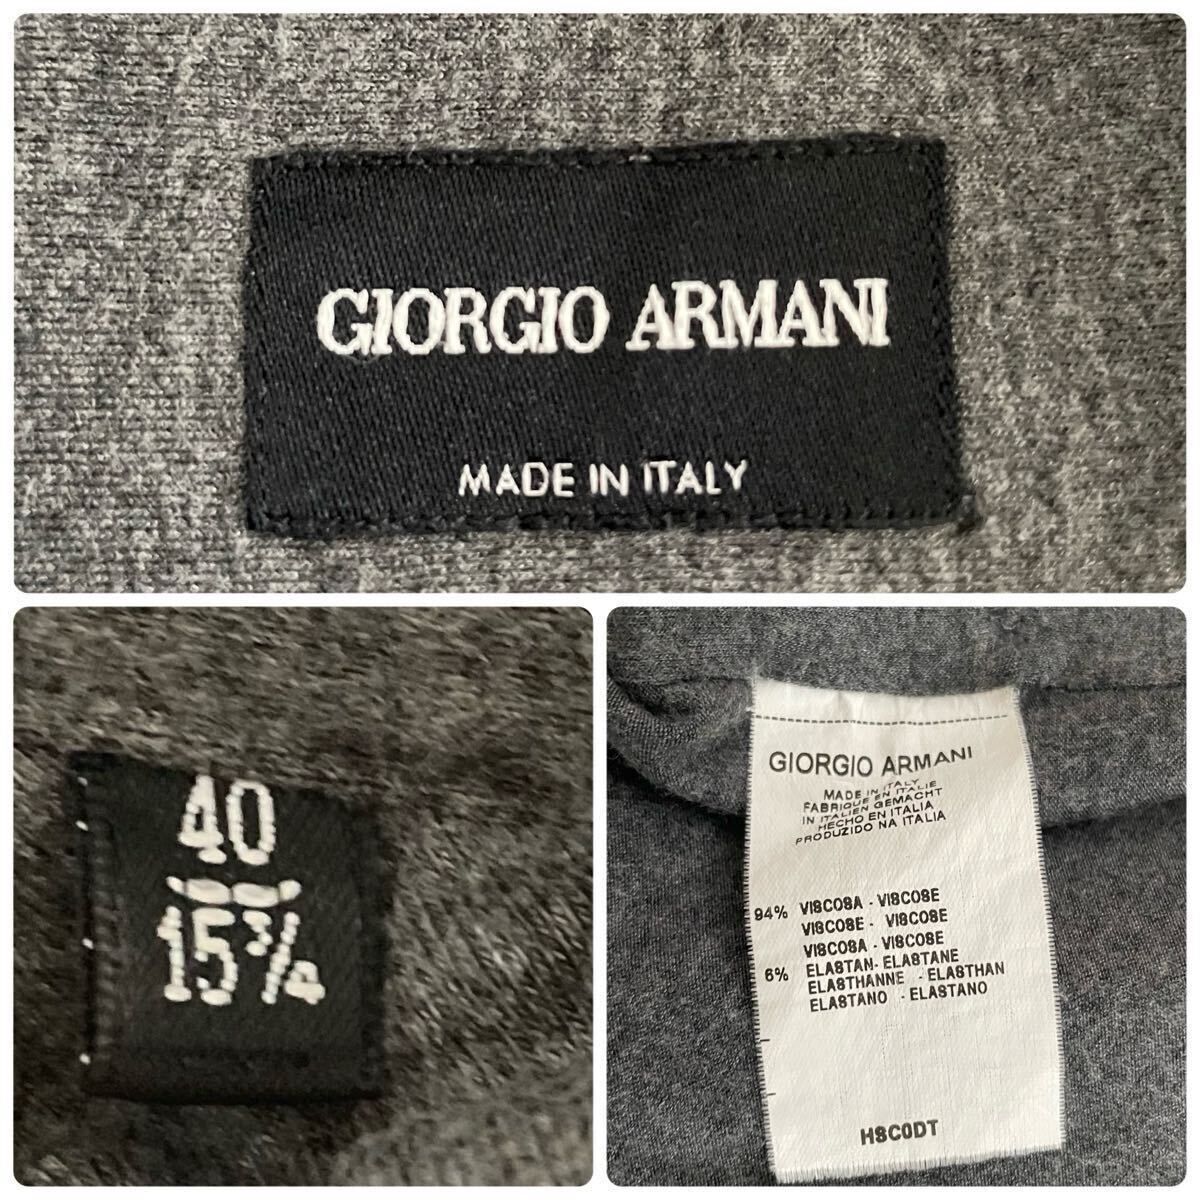 GIORGIO ARMANI
MADE IN ITALY
40
15¾
GIORGIO ARMANI
MADE IN ITALY
FABRIQUE EN ITALIE
IN ITALIEN GEMACHT
HECHO EN ITALIA
PRODUZIDO NA ITALIA
94% VISCOSA - VISCOSE
VISCOSE - VISCOSE
VISCOSA - VISCOSE
6% ELASTAN - ELASTANE
ELASTHANNE - ELASTHAN
ELASTANO - ELASTANO
HSC0DT